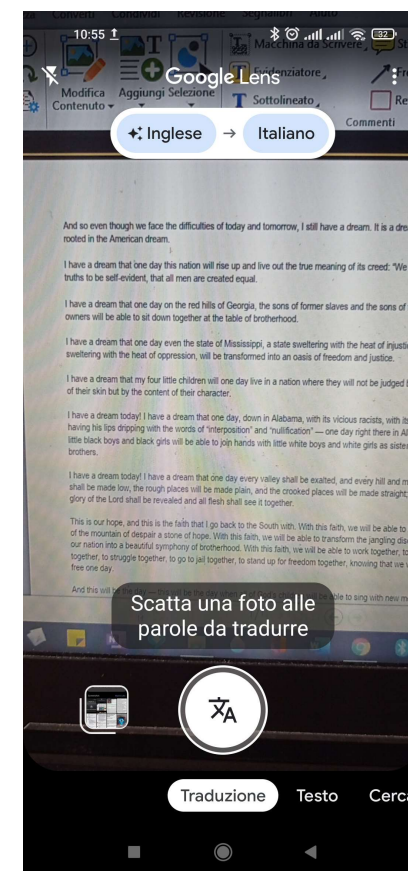 Converti Condividi Revisione Segnalibri Aiuto
10:55 32
Macchina da Scrivere
Google Lens
Evidenziatore
Modifica Contenuto Aggiungi Selezione
Sottolineato
Commenti
Inglese → Italiano
And so even though we face the difficulties of today and tomorrow, I still have a dream. It is a
rooted in the American dream.
I have a dream that one day this nation will rise up and live out the true meaning of its creed: "We
truths to be self-evident, that all men are created equal.
I have a dream that one day on the red hills of Georgia, the sons of former slaves and the sons of
owners will be able to sit down together at the table of brotherhood.
I have a dream that one day even the state of Mississippi, a state sweltering with the heat of
sweltering with the heat of oppression, will be transformed into an oasis of freedom and justice.
I have a dream that my four little children will one day live in a nation where they will not be judged
of their skin but by the content of their character.
I have a dream today! I have a dream that one day, down in Alabama, with its vicious racists, with its
having his lips dripping with the words of "interposition" and "nullification" — one day right there in
little black boys and black girls will be able to join hands with little white boys and white girls as
brothers.
I have a dream today! I have a dream that one day every valley shall be exalted, and every hill and
shall be made low, the rough places will be made plain, and the crooked places will be made straight,
glory of the Lord shall be revealed and all flesh shall see it together.
This is our hope, and this is the faith that I go back to the South with. With this faith, we will be able to
of the mountain of despair a stone of hope. With this faith, we will be able to transform the jangling
our nation into a beautiful symphony of brotherhood. With this faith, we will be able to work together,
together, to struggle together, to go to jail together, to stand up for freedom together, knowing that we
free one day.
And this will be able to sing with new
Scatta una foto alle
parole da tradurre
Traduzione Testo